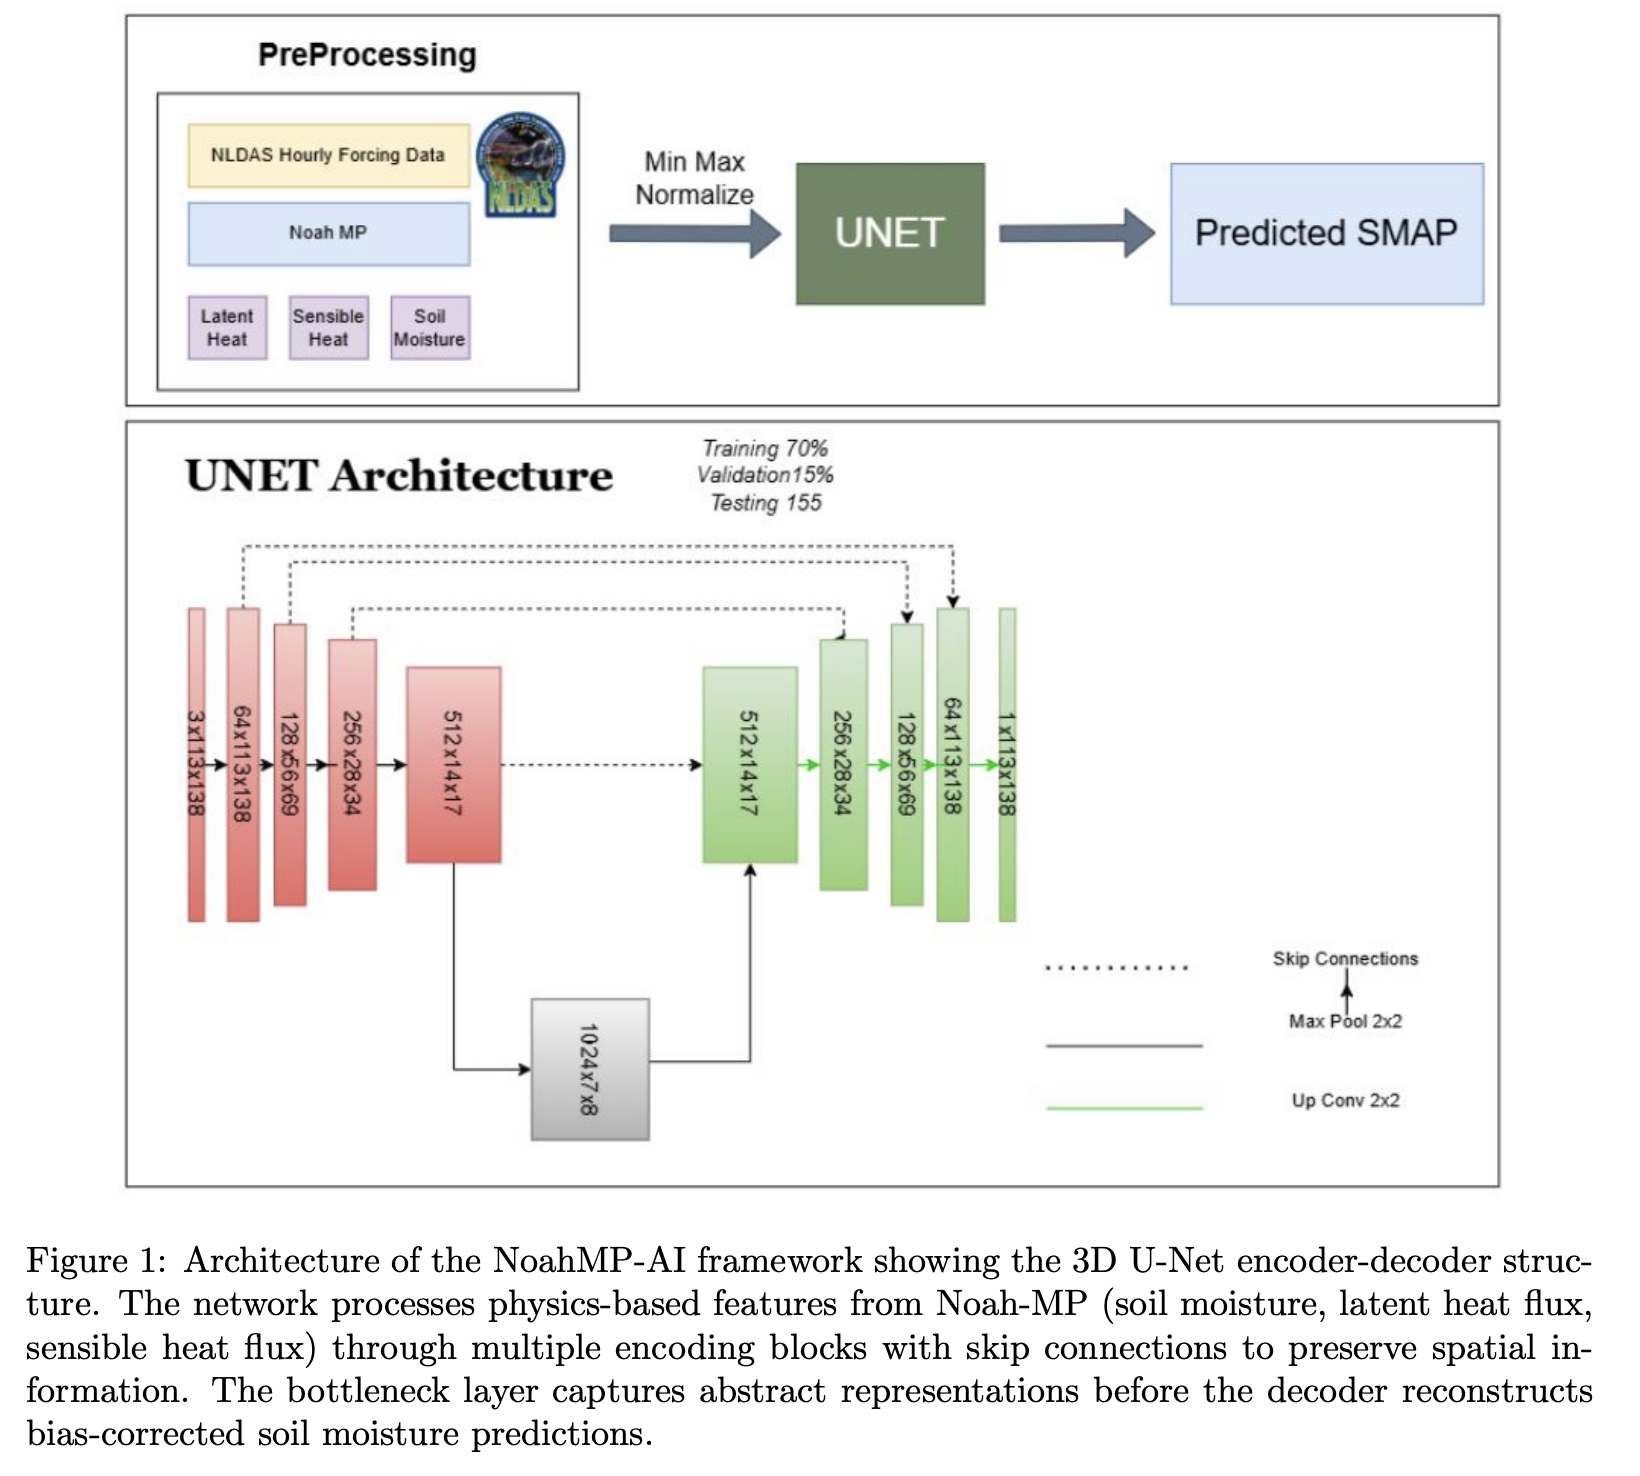 PreProcessing
NLDAS Hourly Forcing Data
NLDAS
Noah MP
Latent
Heat
Sensible
Heat
Soil
Moisture
Min Max
Normalize
UNET
Predicted SMAP
UNET Architecture
Training 70%
Validation15%
Testing 155
3x113x138
64x113x138
128x56x69
256x28x34
512x14x17
1024x7x8
512x14x17
256x28x34
128x56x69
64x113x138
1x113x138
Skip Connections
Max Pool 2x2
Up Conv 2x2
Figure 1: Architecture of the NoahMP-AI framework showing the 3D U-Net encoder-decoder struc-
ture. The network processes physics-based features from Noah-MP (soil moisture, latent heat flux,
sensible heat flux) through multiple encoding blocks with skip connections to preserve spatial in-
formation. The bottleneck layer captures abstract representations before the decoder reconstructs
bias-corrected soil moisture predictions.